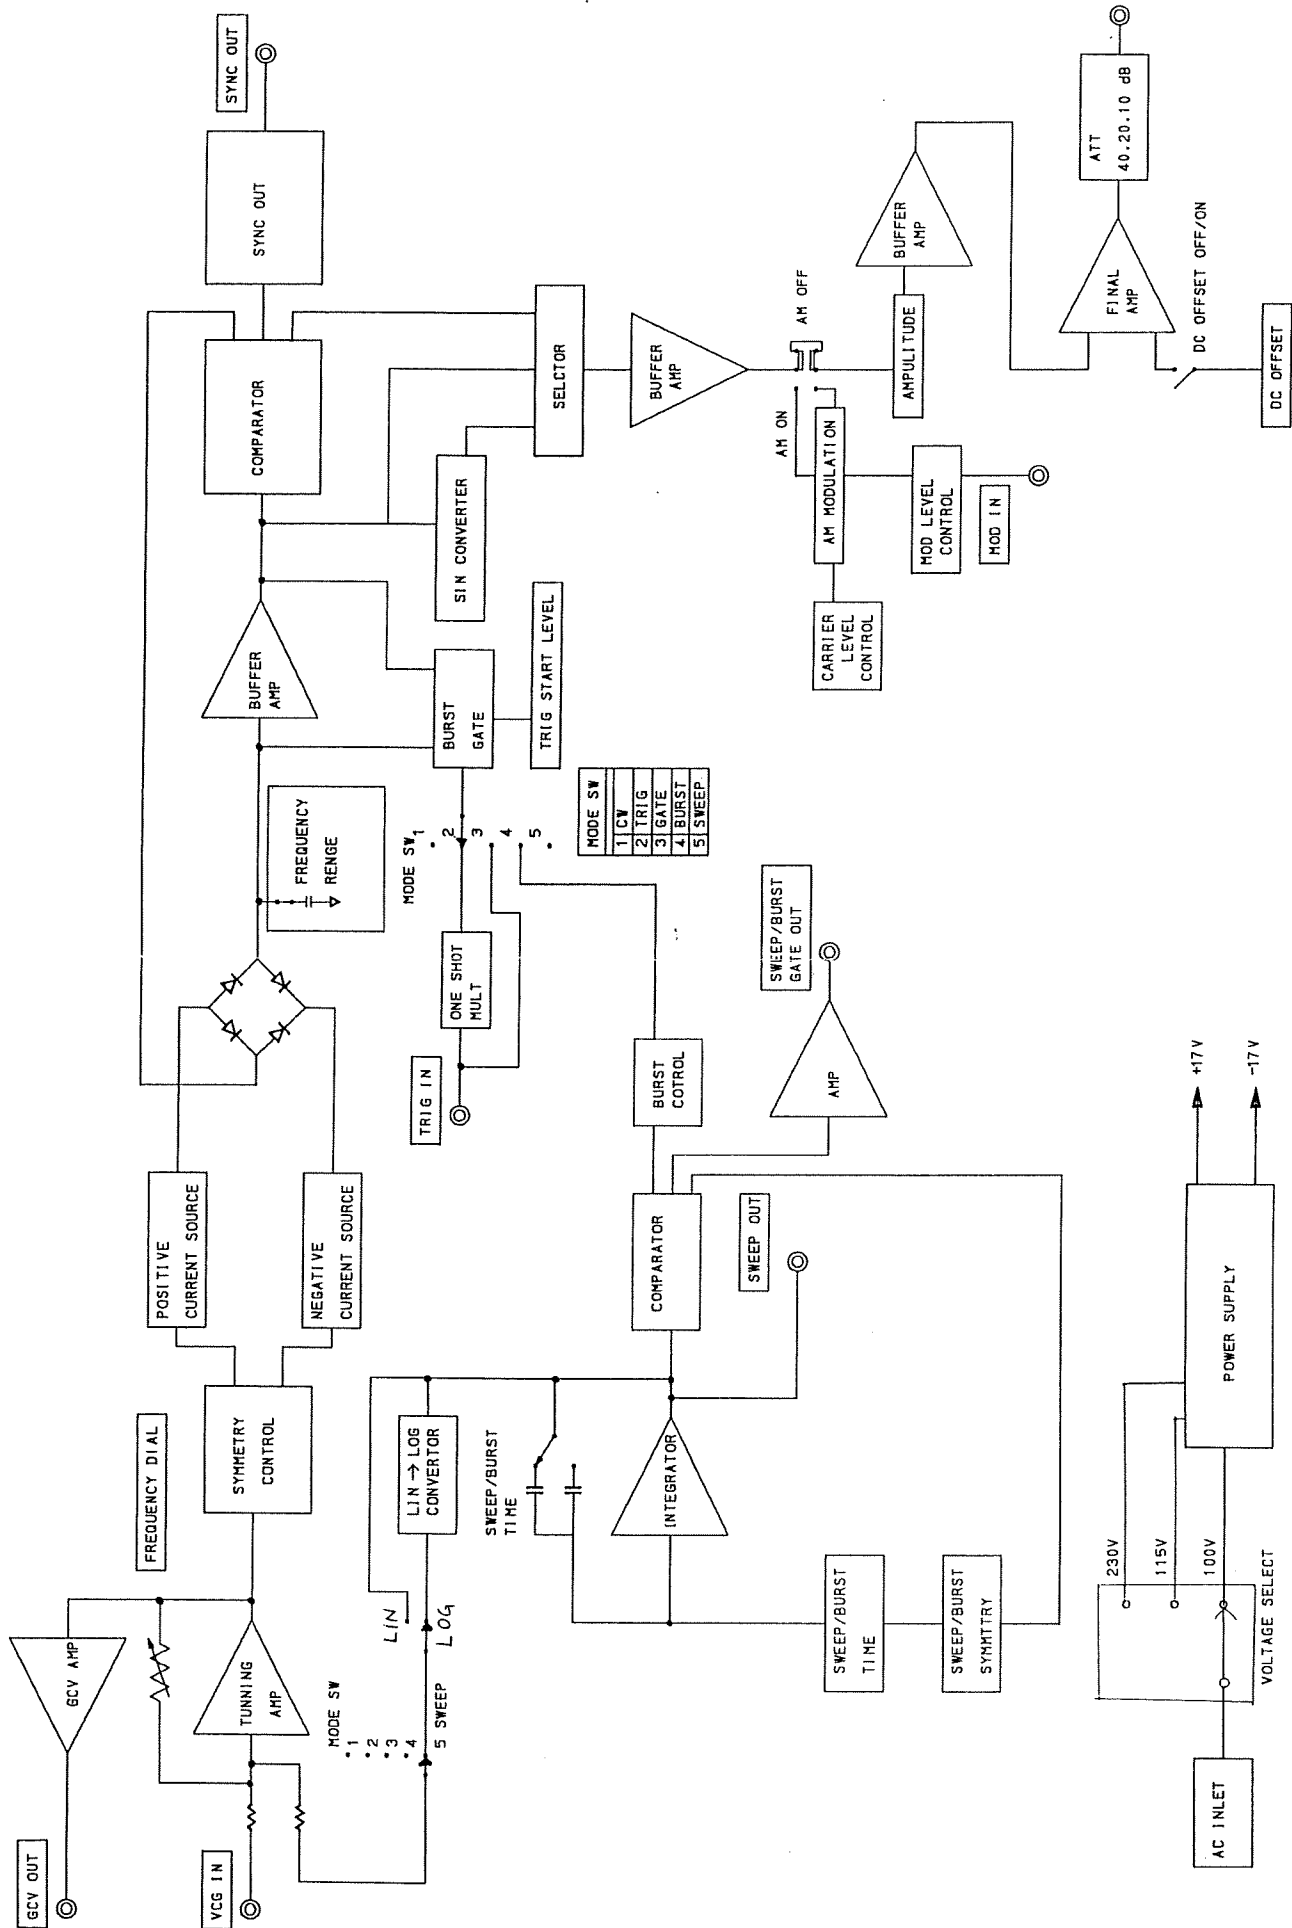 GCV OUT
GCV AMP
VCG IN
TUNNING
AMP
FREQUENCY DIAL
SYMMETRY
CONTROL
POSITIVE
CURRENT SOURCE
NEGATIVE
CURRENT SOURCE
FREQUENCY
RENGE
BUFFER
AMP
COMPARATOR
SYNC OUT
SYNC OUT
MODE SW
1
2
3
4
5 SWEEP
LIN
LOG
LIN→LOG
CONVERTOR
TRIG IN
ONE SHOT
MULT
MODE SW
1
2
3
4
5
BURST
GATE
TRIG START LEVEL
SIN CONVERTER
SELCTOR
MODE SW
1 CW
2 TRIG
3 GATE
4 BURST
5 SWEEP
SWEEP/BURST
TIME
INTEGRATOR
COMPARATOR
BURST
COTROL
SWEEP/BURST
GATE OUT
AMP
SWEEP OUT
SWEEP/BURST
TIME
SWEEP/BURST
SYMMTTRY
BUFFER
AMP
AM ON
AM OFF
AM MODULATION
CARRIER
LEVEL
CONTROL
MOD LEVEL
CONTROL
MOD IN
AMPULITUDE
BUFFER
AMP
FINAL
AMP
ATT
40.20.10 dB
DC OFFSET OFF/ON
DC OFFSET
AC INLET
230V
115V
100V
VOLTAGE SELECT
POWER SUPPLY
+17V
-17V